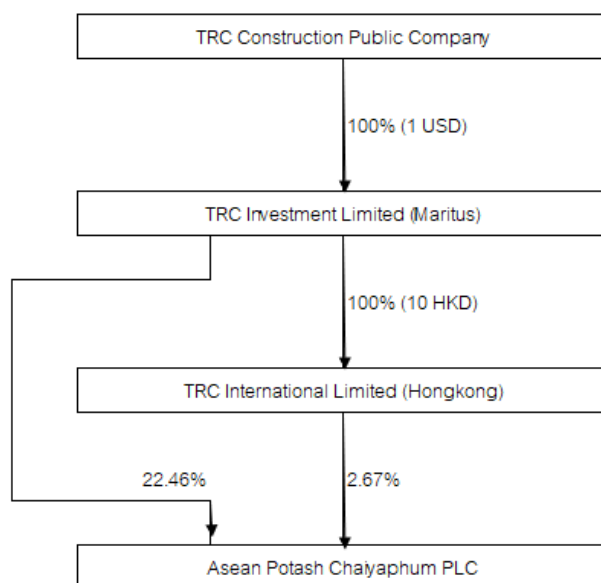 TRC Construction Public Company
100% (1 USD)
TRC Investment Limited (Maritus)
100% (10 HKD)
TRC International Limited (Hongkong)
22.46%
2.67%
Asean Potash Chaiyaphum PLC